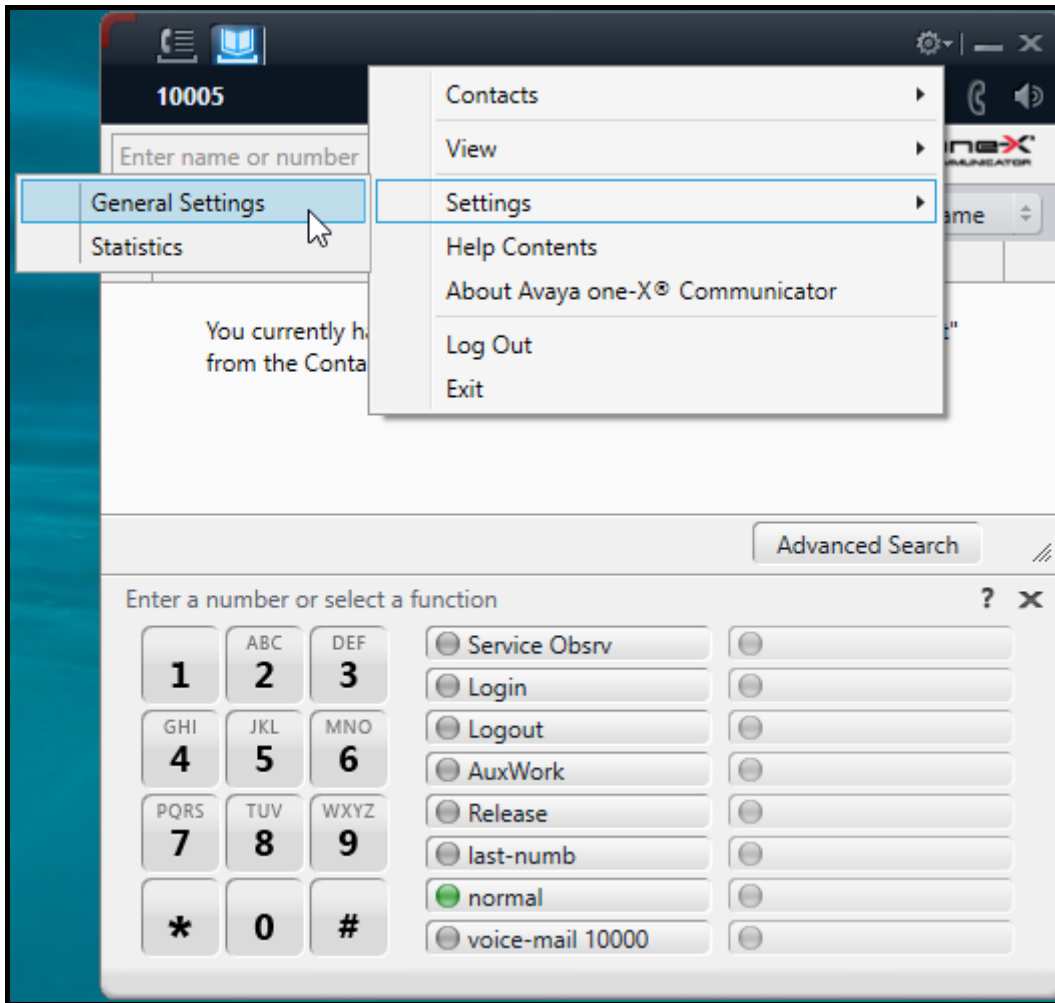 10005
Contacts
Enter name or number
View
one-X
COMMUNICATOR
General Settings
Settings
ame
Statistics
Help Contents
About Avaya one-X® Communicator
You currently ha
t"
from the Conta
Log Out
Exit
Advanced Search
Enter a number or select a function
? X
1
ABC
2
DEF
3
Service Obsrv
Login
GHI
4
JKL
5
MNO
6
Logout
AuxWork
PQRS
7
TUV
8
WXYZ
9
Release
last-numb
*
0
#
normal
voice-mail 10000